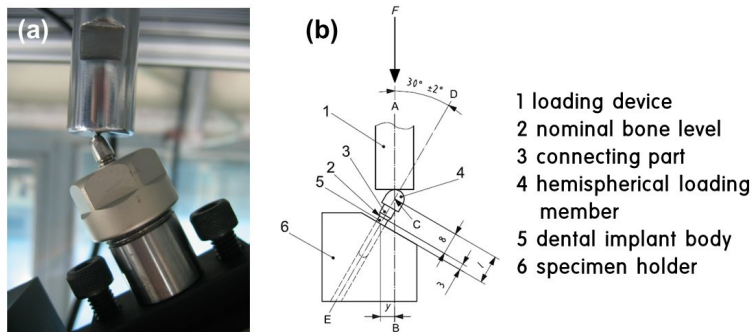 (a)
(b)
F
30° ±2°
D
A
1
3
2
5
4
6
C
8
l
3
y
E
B
1 loading device
2 nominal bone level
3 connecting part
4 hemispherical loading
member
5 dental implant body
6 specimen holder